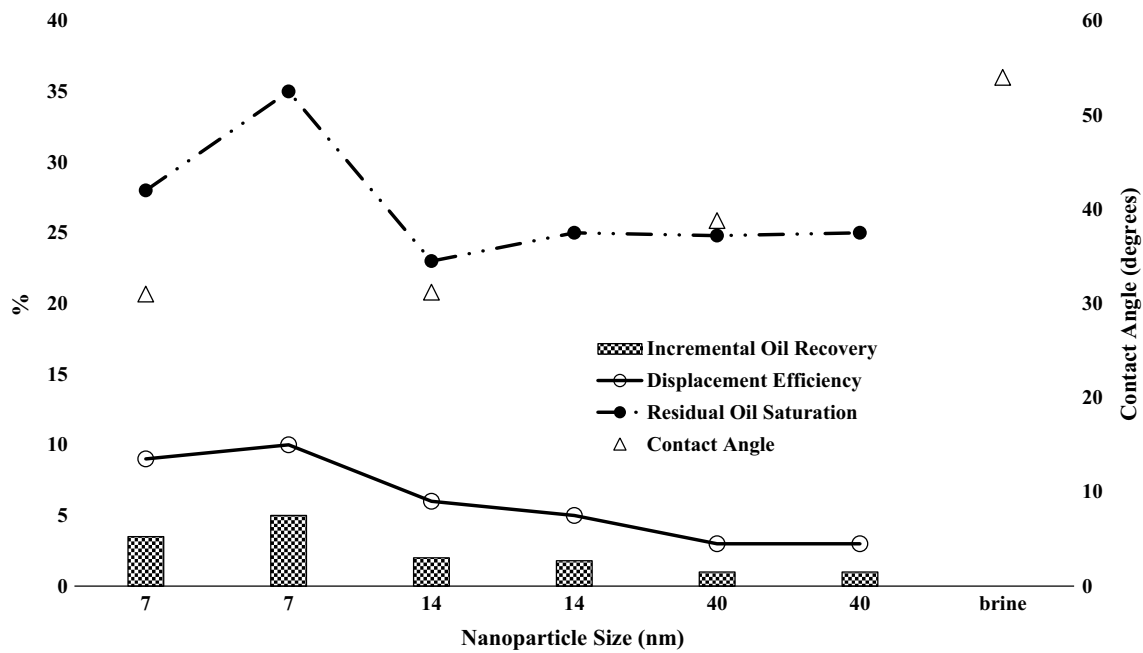 40
35
30
25
20
15
10
5
0
%
60
50
40
30
20
10
0
Contact Angle (degrees)
Incremental Oil Recovery
Displacement Efficiency
Residual Oil Saturation
Contact Angle
7 7 14 14 40 40 brine
Nanoparticle Size (nm)